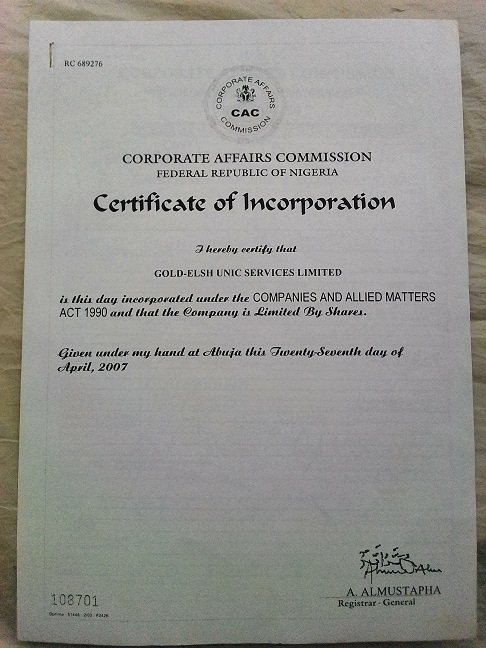 RC 689276
CORPORATE AFFAIRS
CAC
COMMISSION
CORPORATE AFFAIRS COMMISSION
FEDERAL REPUBLIC OF NIGERIA
Certificate of Incorporation
I hereby certify that
GOLD-ELSH UNIC SERVICES LIMITED
is this day incorporated under the COMPANIES AND ALLIED MATTERS
ACT 1990 and that the Company is Limited By Shares.
Given under my hand at Abuja this Twenty-Seventh day of
April, 2007
A. ALMUSTAPHA
Registrar - General
108701